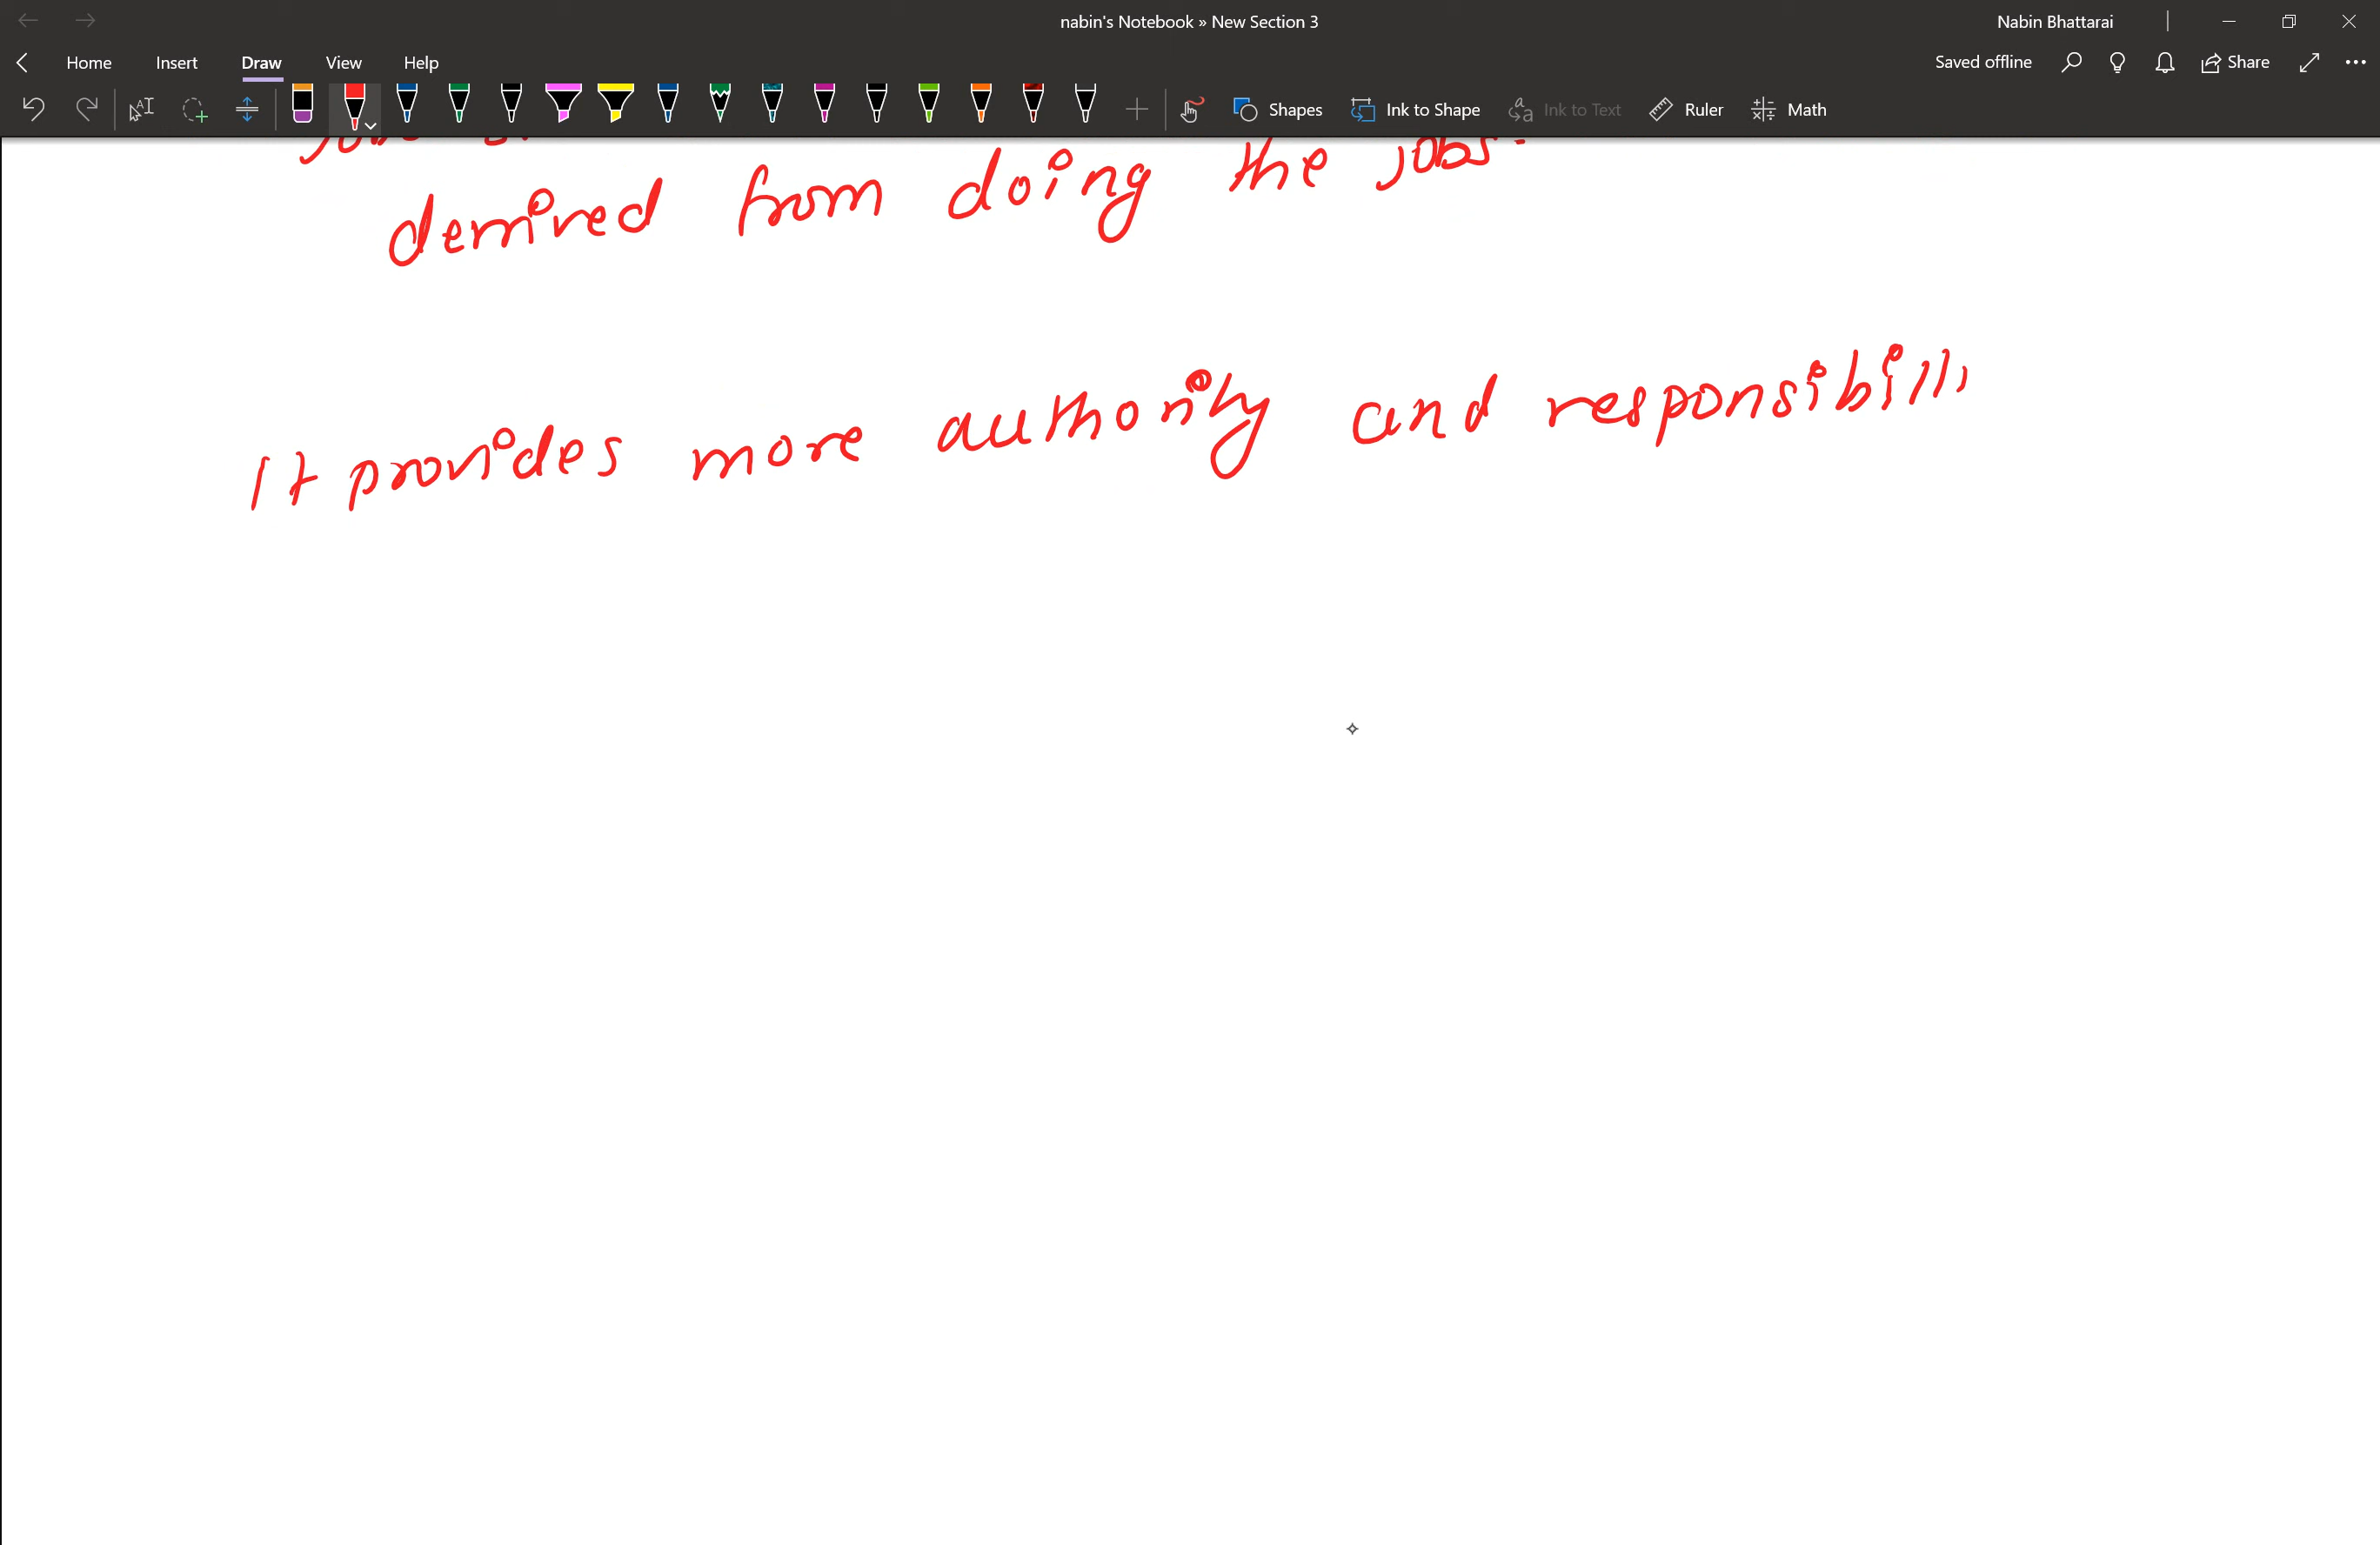 nabin's Notebook » New Section 3
Nabin Bhattarai
Home Insert Draw View Help
Saved offline
Share
Shapes Ink to Shape Ink to Text Ruler Math
derived from doing the jobs.
It provides more authority and responsibili